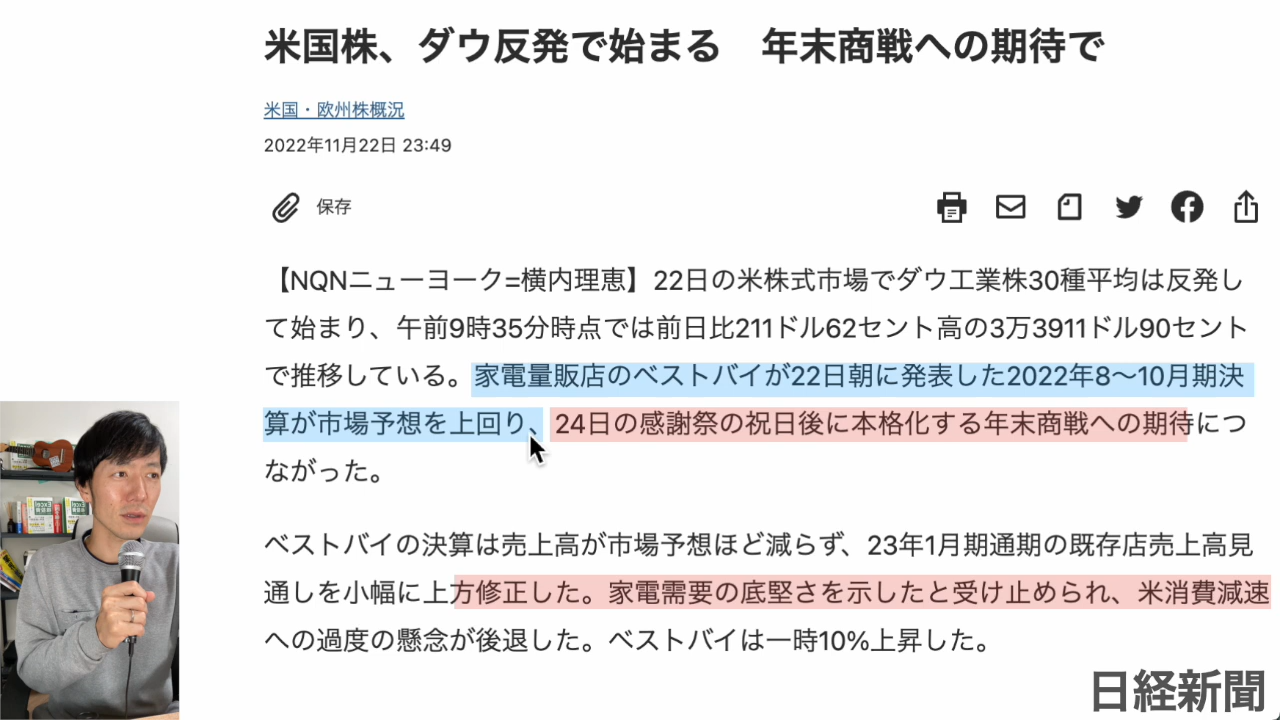 米国株、ダウ反発で始まる　年末商戦への期待で
米国・欧州株概況
2022年11月22日 23:49
保存
【NQNニューヨーク=横内理恵】22日の米株式市場でダウ工業株30種平均は反発し
て始まり、午前9時35分時点では前日比211ドル62セント高の3万3911ドル90セント
で推移している。家電量販店のベストバイが22日朝に発表した2022年8〜10月期決
算が市場予想を上回り、24日の感謝祭の祝日後に本格化する年末商戦への期待につ
ながった。
ベストバイの決算は売上高が市場予想ほど減らず、23年1月期通期の既存店売上高見
通しを小幅に上方修正した。家電需要の底堅さを示したと受け止められ、米消費減速
への過度の懸念が後退した。ベストバイは一時10%上昇した。
日経新聞